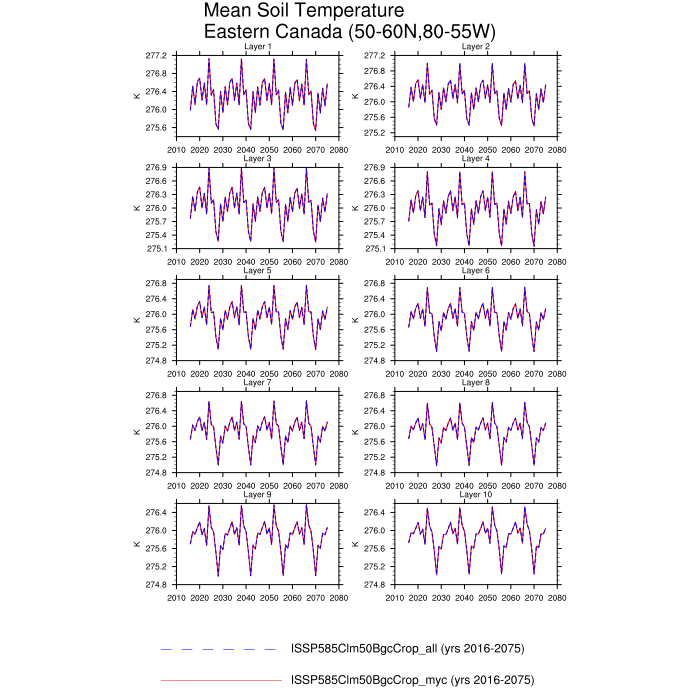 Mean Soil Temperature
Eastern Canada (50-60N,80-55W)
Layer 1 Layer 2
277.2 276.8 276.4 276.0 275.6 K 277.2 276.8 276.4 276.0 275.6 275.2 K
2010 2020 2030 2040 2050 2060 2070 2080 2010 2020 2030 2040 2050 2060 2070 2080
Layer 3 Layer 4
276.9 276.6 276.3 276.0 275.7 275.4 275.1 K 276.9 276.6 276.3 276.0 275.7 275.4 275.1 K
2010 2020 2030 2040 2050 2060 2070 2080 2010 2020 2030 2040 2050 2060 2070 2080
Layer 5 Layer 6
276.8 276.4 276.0 275.6 275.2 274.8 K 276.8 276.4 276.0 275.6 275.2 274.8 K
2010 2020 2030 2040 2050 2060 2070 2080 2010 2020 2030 2040 2050 2060 2070 2080
Layer 7 Layer 8
276.8 276.4 276.0 275.6 275.2 274.8 K 276.8 276.4 276.0 275.6 275.2 274.8 K
2010 2020 2030 2040 2050 2060 2070 2080 2010 2020 2030 2040 2050 2060 2070 2080
Layer 9 Layer 10
276.4 276.0 275.6 275.2 274.8 K 276.4 276.0 275.6 275.2 274.8 K
2010 2020 2030 2040 2050 2060 2070 2080 2010 2020 2030 2040 2050 2060 2070 2080
ISSP585Clm50BgcCrop_all (yrs 2016-2075)
ISSP585Clm50BgcCrop_myc (yrs 2016-2075)